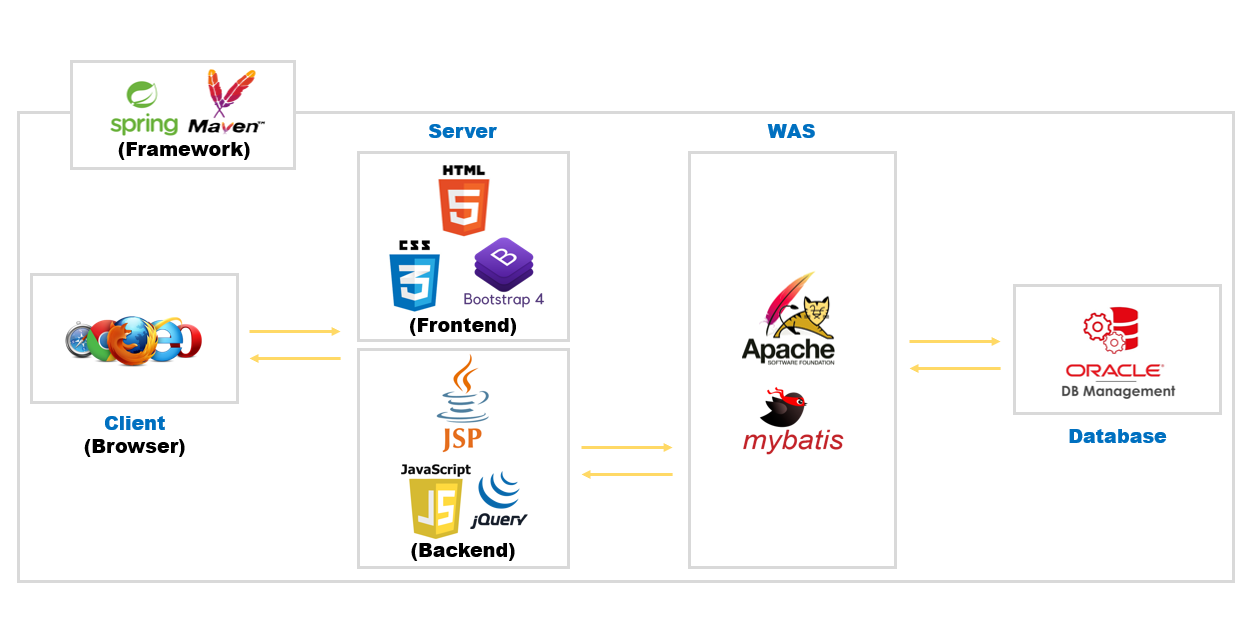 spring Maven™
(Framework)
Server
WAS
HTML
5
CSS
3
B
Bootstrap 4
(Frontend)
Client
(Browser)
JSP
JavaScript
JS
jQuery
(Backend)
Apache
SOFTWARE FOUNDATION
mybatis
ORACLE®
DB Management
Database